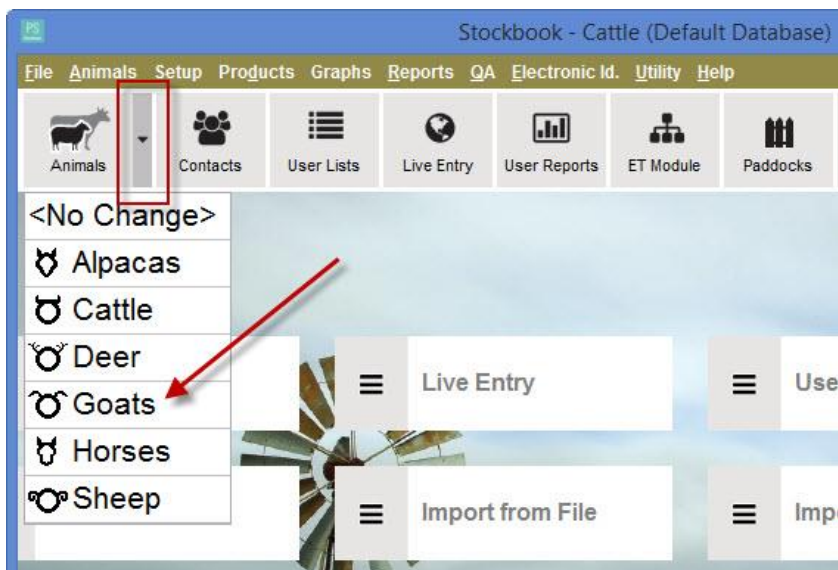 PS
Stockbook - Cattle (Default Database)
File Animals Setup Products Graphs Reports QA Electronic Id. Utility Help
Animals Contacts User Lists Live Entry User Reports ET Module Paddocks
<No Change>
Alpacas
Cattle
Deer
Goats
Horses
Sheep
Live Entry
Use
Import from File
Imp